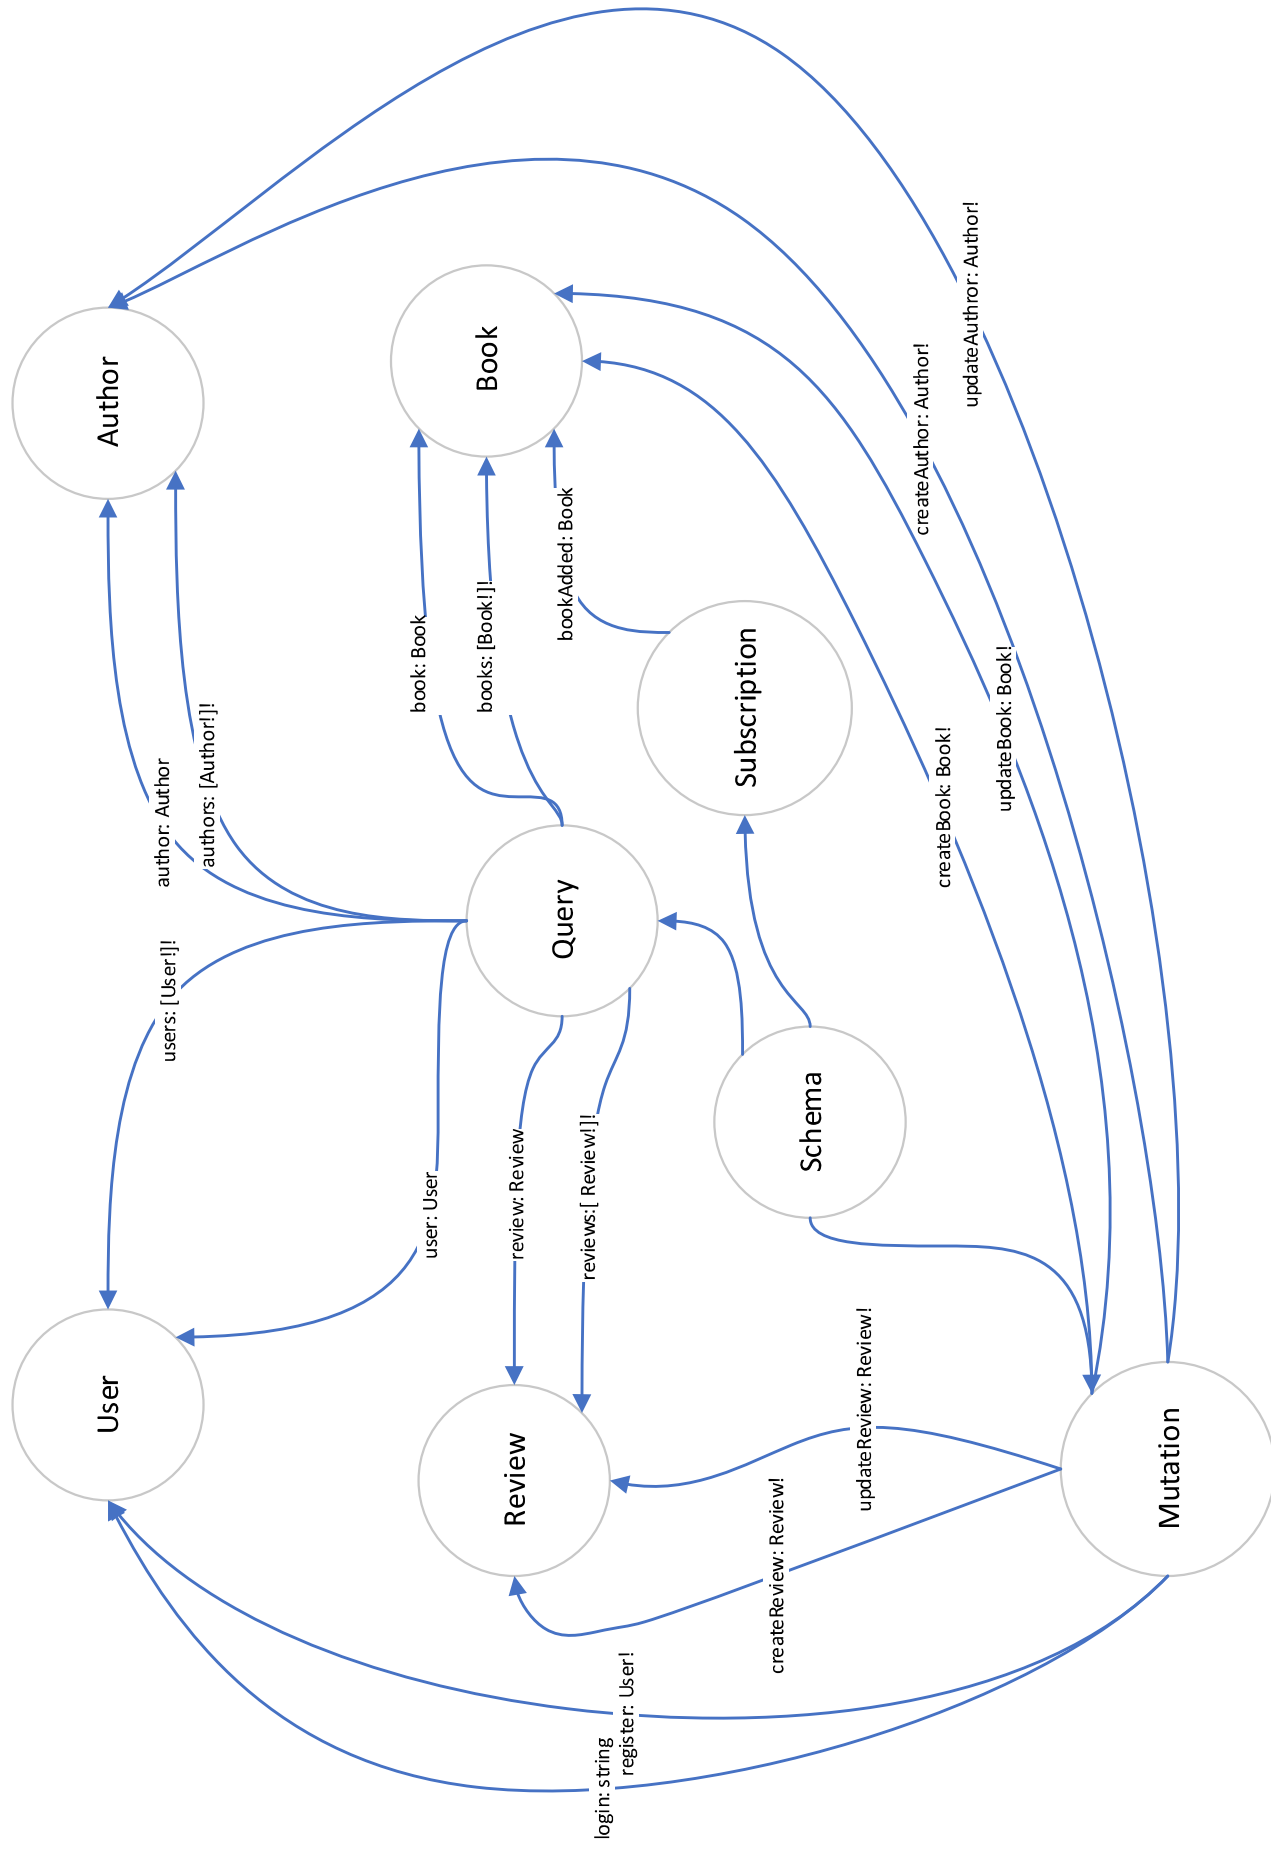 User
Author
users: [User!]!
author: Author
authors: [Author!]!
user: User
book: Book
books: [Book!]!
Book
Review
review: Review
Query
bookAdded: Book
reviews:[ Review!]!
login: string
register: User!
Schema
Subscription
createReview: Review!
updateReview: Review!
createBook: Book!
createAuthor: Author!
updateBook: Book!
updateAuthror: Author!
Mutation